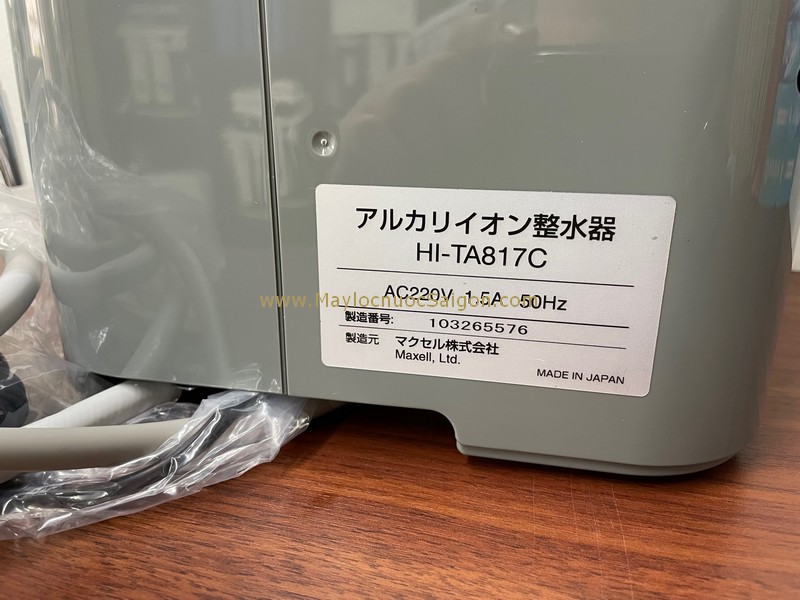 アルカリイオン整水器
HI-TA817C
AC220V 1.5A 50Hz
www.MaylocnuocSaigon.com
製造番号: 103265576
製造元 マクセル株式会社
Maxell, Ltd.
MADE IN JAPAN